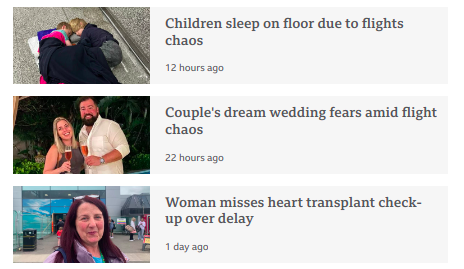 Children sleep on floor due to flights
chaos
12 hours ago
Couple's dream wedding fears amid flight
chaos
22 hours ago
Woman misses heart transplant check-
up over delay
1 day ago